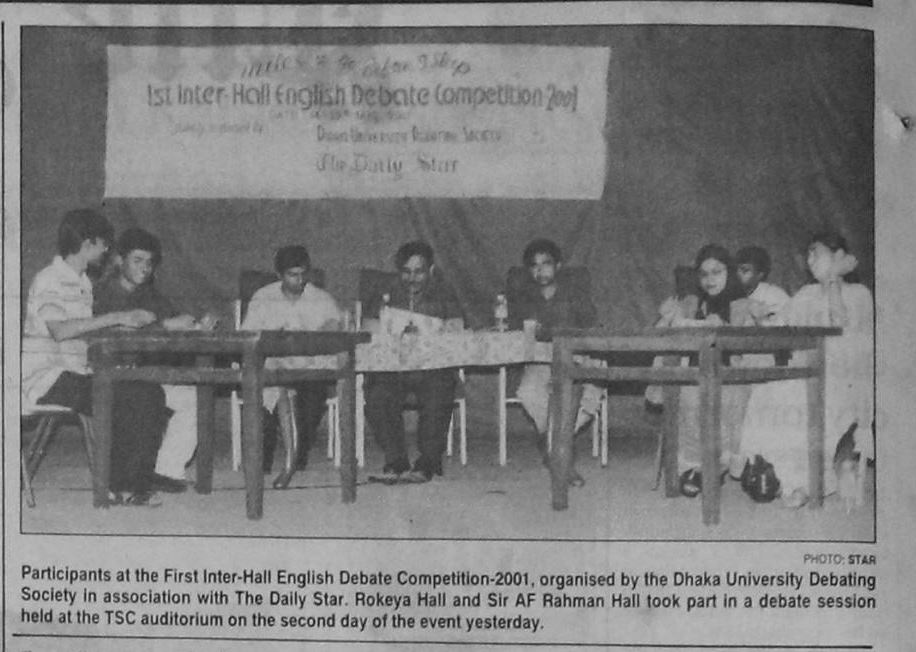 1st Inter-Hall English Debate Competition 2001
Dhaka University Debating Society
The Daily Star
PHOTO: STAR
Participants at the First Inter-Hall English Debate Competition-2001, organised by the Dhaka University Debating
Society in association with The Daily Star. Rokeya Hall and Sir AF Rahman Hall took part in a debate session
held at the TSC auditorium on the second day of the event yesterday.